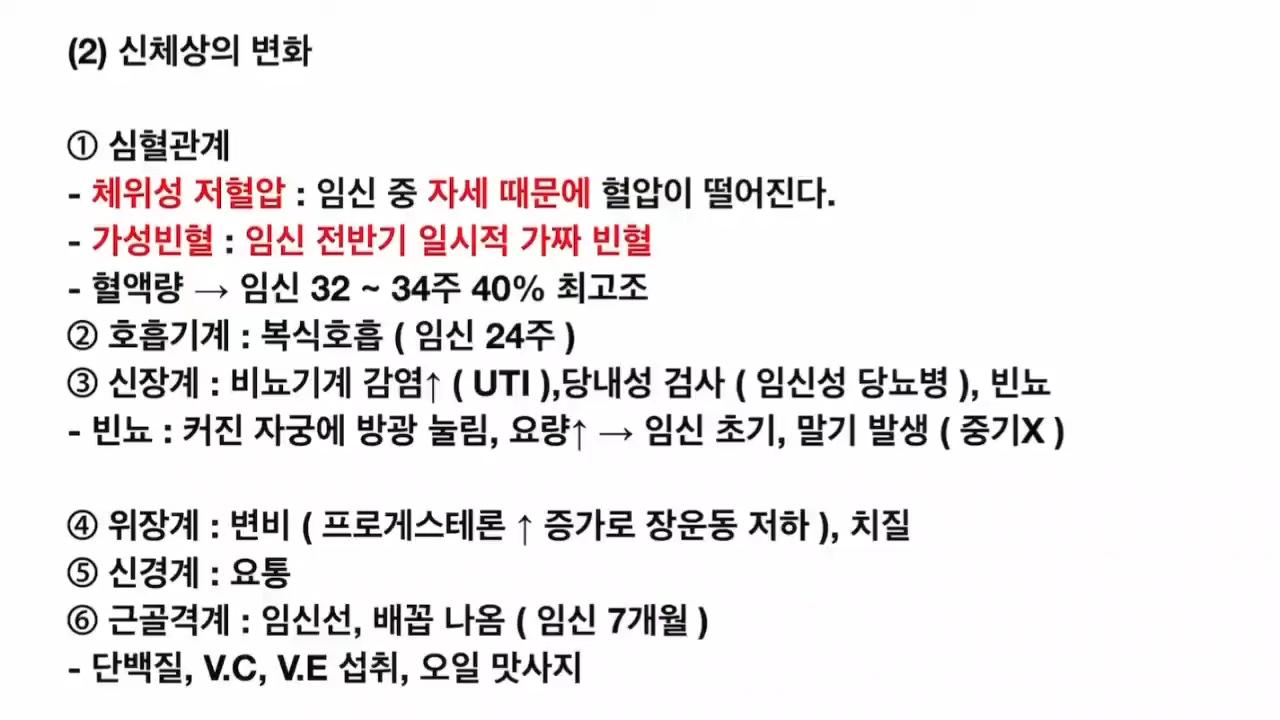 (2) 신체상의 변화
① 심혈관계
- 체위성 저혈압 : 임신 중 자세 때문에 혈압이 떨어진다.
- 가성빈혈 : 임신 전반기 일시적 가짜 빈혈
- 혈액량 → 임신 32 ~ 34주 40% 최고조
② 호흡기계 : 복식호흡 ( 임신 24주 )
③ 신장계 : 비뇨기계 감염↑ ( UTI ),당내성 검사 ( 임신성 당뇨병 ), 빈뇨
- 빈뇨 : 커진 자궁에 방광 눌림, 요량↑ → 임신 초기, 말기 발생 ( 중기X )
④ 위장계 : 변비 ( 프로게스테론 ↑ 증가로 장운동 저하 ), 치질
⑤ 신경계 : 요통
⑥ 근골격계 : 임신선, 배꼽 나옴 ( 임신 7개월 )
- 단백질, V.C, V.E 섭취, 오일 맛사지